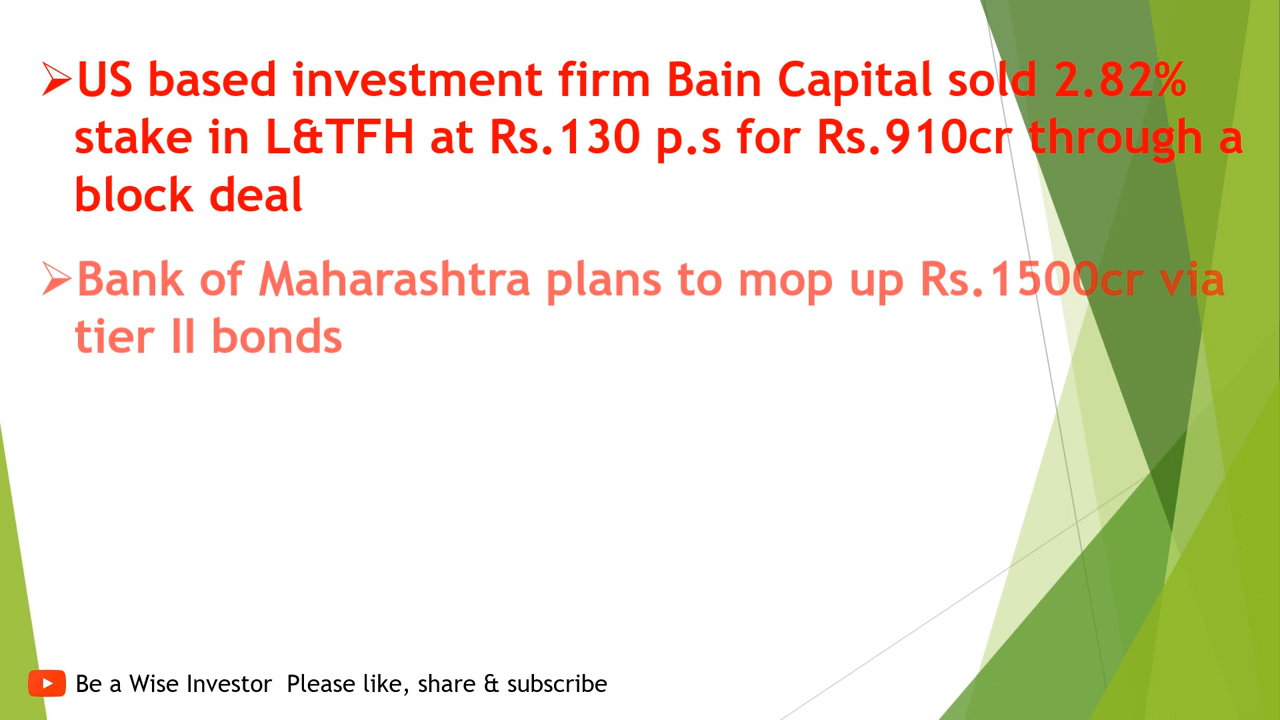 ➢US based investment firm Bain Capital sold 2.82%
stake in L&TFH at Rs.130 p.s for Rs.910cr through a
block deal
➢Bank of Maharashtra plans to mop up Rs.1500cr via
tier II bonds
Be a Wise Investor  Please like, share & subscribe